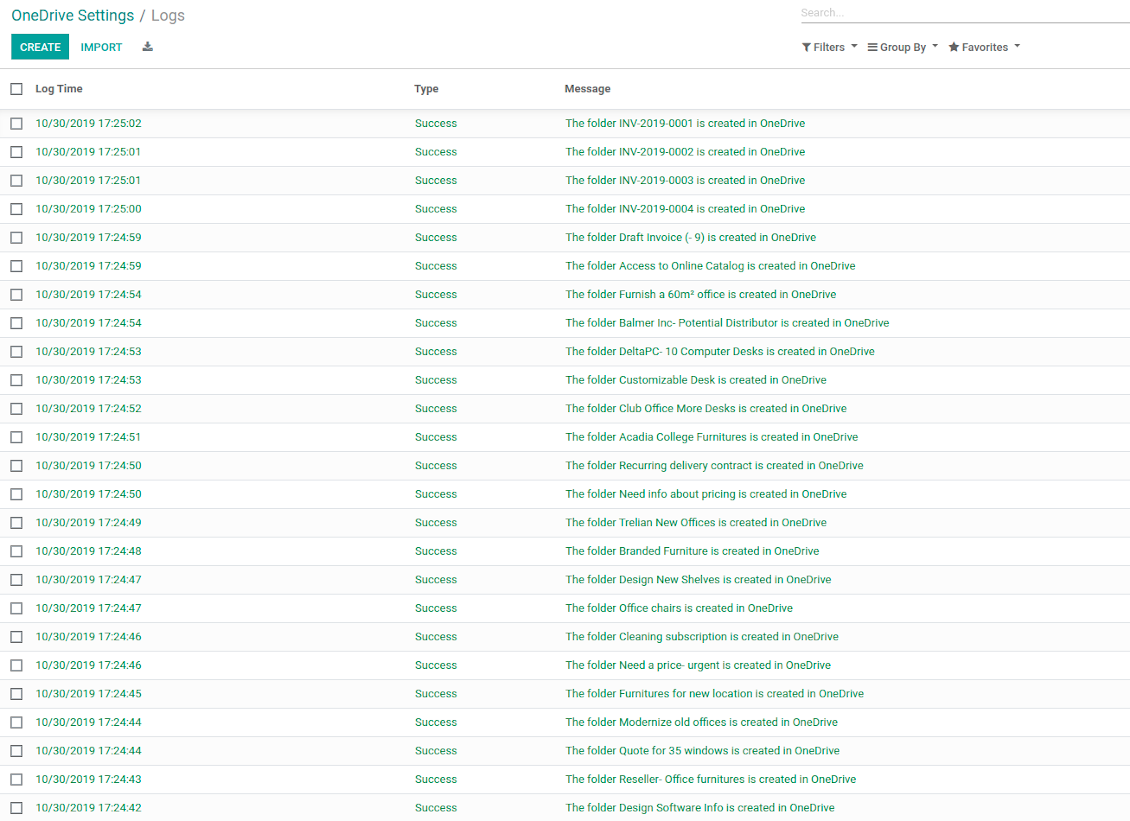 OneDrive Settings / Logs
Search...
CREATE IMPORT
Filters Group By Favorites
Log Time Type Message
10/30/2019 17:25:02 Success The folder INV-2019-0001 is created in OneDrive
10/30/2019 17:25:01 Success The folder INV-2019-0002 is created in OneDrive
10/30/2019 17:25:01 Success The folder INV-2019-0003 is created in OneDrive
10/30/2019 17:25:00 Success The folder INV-2019-0004 is created in OneDrive
10/30/2019 17:24:59 Success The folder Draft Invoice (- 9) is created in OneDrive
10/30/2019 17:24:59 Success The folder Access to Online Catalog is created in OneDrive
10/30/2019 17:24:54 Success The folder Furnish a 60m² office is created in OneDrive
10/30/2019 17:24:54 Success The folder Balmer Inc- Potential Distributor is created in OneDrive
10/30/2019 17:24:53 Success The folder DeltaPC- 10 Computer Desks is created in OneDrive
10/30/2019 17:24:53 Success The folder Customizable Desk is created in OneDrive
10/30/2019 17:24:52 Success The folder Club Office More Desks is created in OneDrive
10/30/2019 17:24:51 Success The folder Acadia College Furnitures is created in OneDrive
10/30/2019 17:24:50 Success The folder Recurring delivery contract is created in OneDrive
10/30/2019 17:24:50 Success The folder Need info about pricing is created in OneDrive
10/30/2019 17:24:49 Success The folder Trelian New Offices is created in OneDrive
10/30/2019 17:24:48 Success The folder Branded Furniture is created in OneDrive
10/30/2019 17:24:47 Success The folder Design New Shelves is created in OneDrive
10/30/2019 17:24:47 Success The folder Office chairs is created in OneDrive
10/30/2019 17:24:46 Success The folder Cleaning subscription is created in OneDrive
10/30/2019 17:24:46 Success The folder Need a price- urgent is created in OneDrive
10/30/2019 17:24:45 Success The folder Furnitures for new location is created in OneDrive
10/30/2019 17:24:44 Success The folder Modernize old offices is created in OneDrive
10/30/2019 17:24:44 Success The folder Quote for 35 windows is created in OneDrive
10/30/2019 17:24:43 Success The folder Reseller- Office furnitures is created in OneDrive
10/30/2019 17:24:42 Success The folder Design Software Info is created in OneDrive